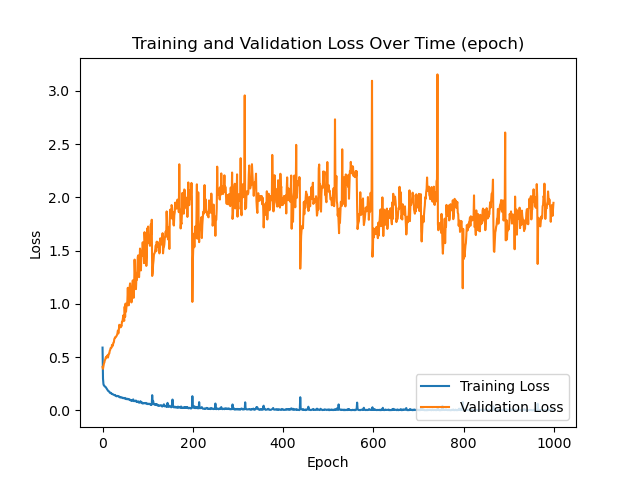 Training and Validation Loss Over Time (epoch)
3.0
2.5
2.0
1.5
1.0
0.5
0.0
Loss
0 200 400 600 800 1000
Epoch
Training Loss
Validation Loss